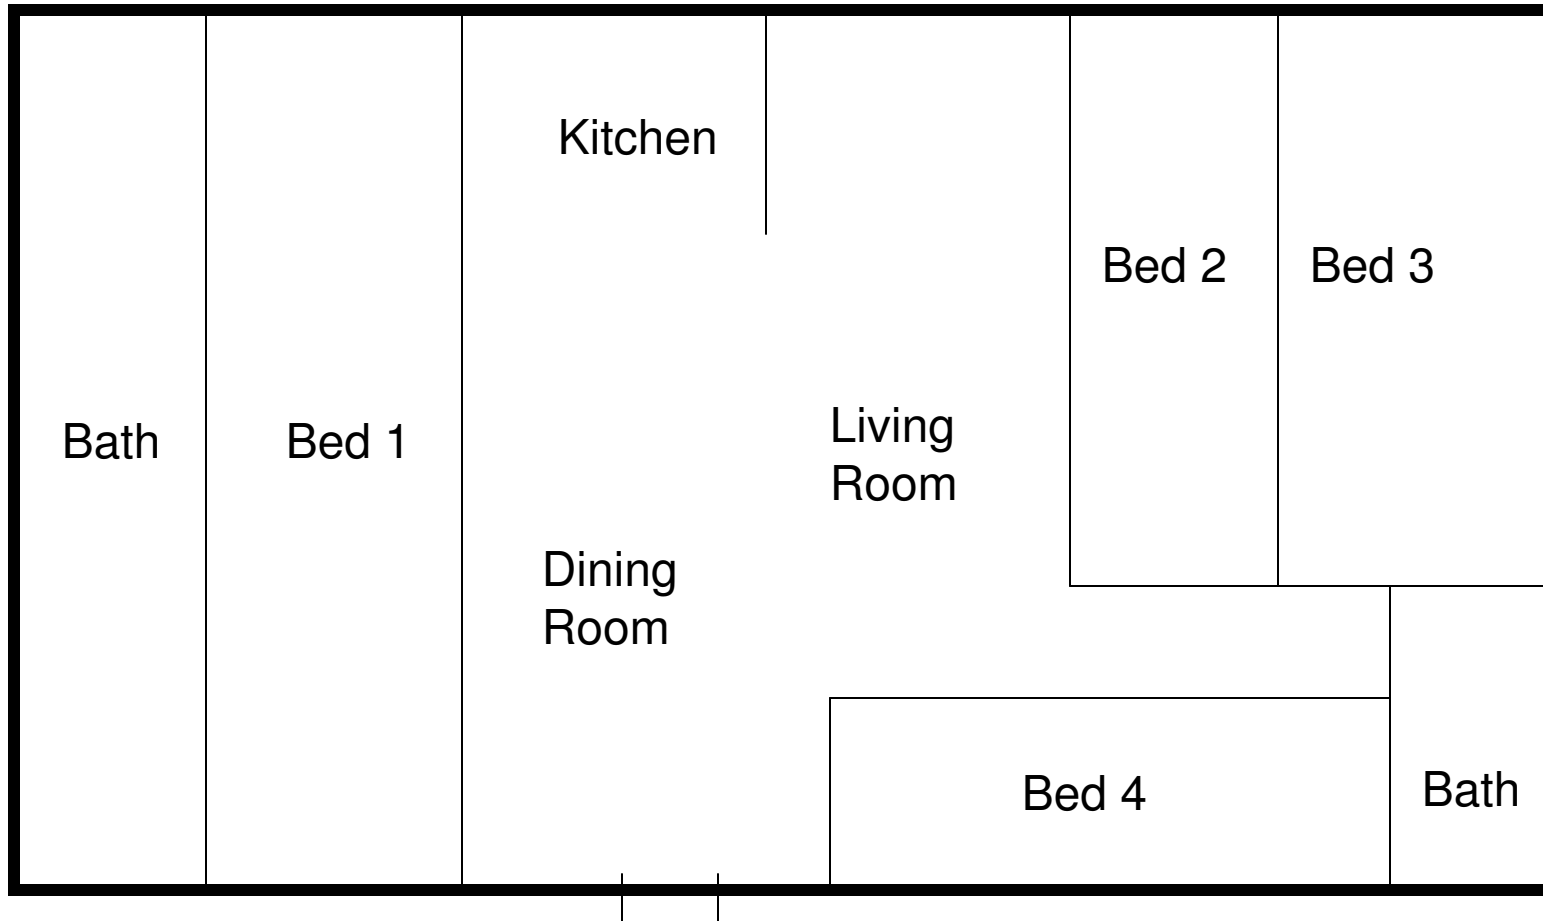 Kitchen
Bed 2
Bed 3
Bath
Bed 1
Living
Room
Dining
Room
Bed 4
Bath